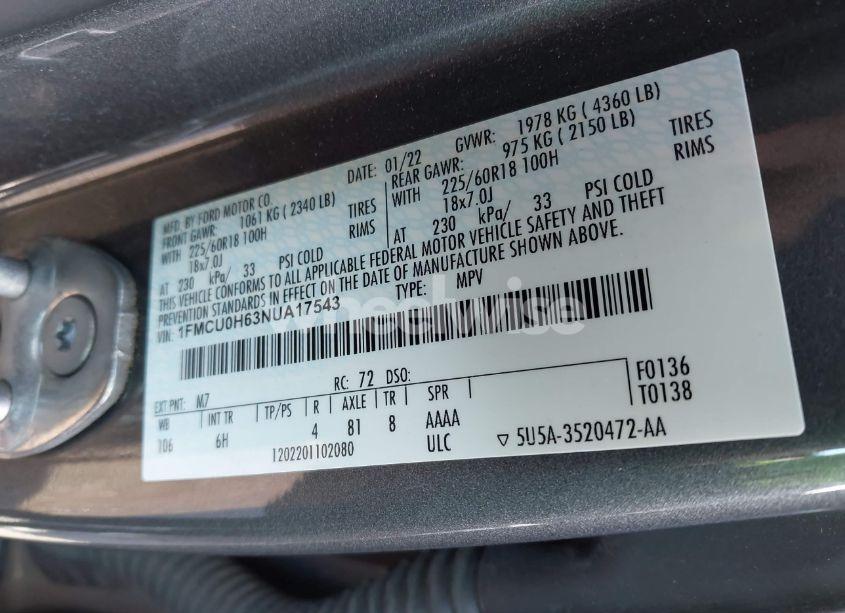 MFD. BY FORD MOTOR CO.
DATE: 01/22 GVWR: 1978 KG ( 4360 LB)
FRONT GAWR: 1061 KG ( 2340 LB) REAR GAWR: 975 KG ( 2150 LB)
WITH 225/60R18 100H TIRES WITH 225/60R18 100H TIRES
18x7.0J RIMS 18x7.0J RIMS
AT 230 kPa/ 33 PSI COLD AT 230 kPa/ 33 PSI COLD
THIS VEHICLE CONFORMS TO ALL APPLICABLE FEDERAL MOTOR VEHICLE SAFETY AND THEFT
PREVENTION STANDARDS IN EFFECT ON THE DATE OF MANUFACTURE SHOWN ABOVE.
VIN: 1FMCU0H63NUA17543 TYPE: MPV
wheelwise
EXT PNT: M7 RC: 72 DSO:
WB INT TR TP/PS R AXLE TR SPR
106 6H 4 81 8 AAAA
1202201102080 ULC
F0136
T0138
5U5A-3520472-AA